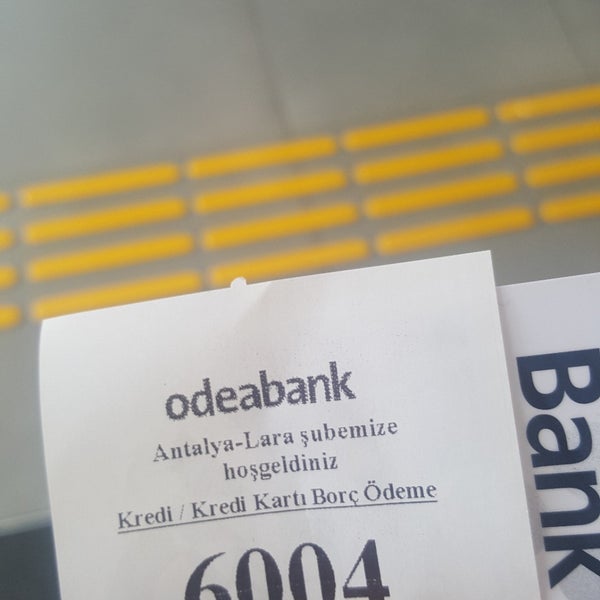 odeabank
Antalya-Lara şubemize
hoşgeldiniz
Kredi / Kredi Kartı Borç Ödeme
6004
Bank